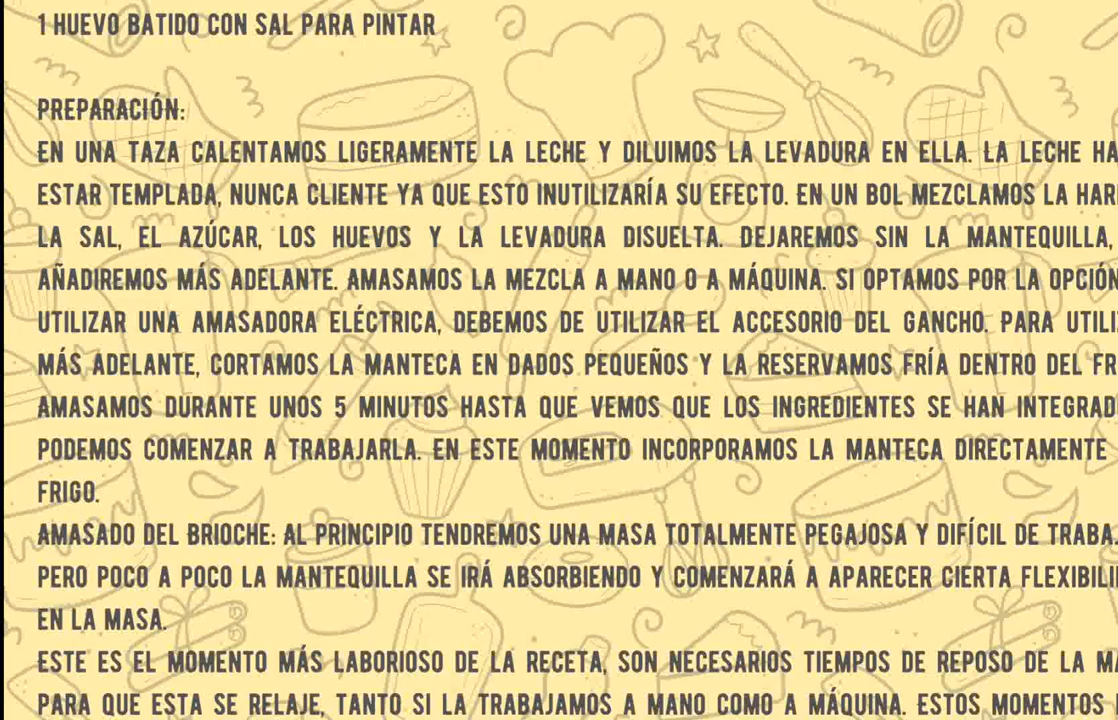 1 HUEVO BATIDO CON SAL PARA PINTAR
PREPARACIÓN:
EN UNA TAZA CALENTAMOS LIGERAMENTE LA LECHE Y DILUIMOS LA LEVADURA EN ELLA. LA LECHE HA
ESTAR TEMPLADA, NUNCA CLIENTE YA QUE ESTO INUTILIZARÍA SU EFECTO. EN UN BOL MEZCLAMOS LA
LA SAL, EL AZÚCAR, LOS HUEVOS Y LA LEVADURA DISUELTA. DEJAREMOS SIN LA MANTEQUILLA,
AÑADIREMOS MÁS ADELANTE. AMASAMOS LA MEZCLA A MANO O A MÁQUINA. SI OPTAMOS POR LA OPCIÓN
UTILIZAR UNA AMASADORA ELÉCTRICA, DEBEMOS DE UTILIZAR EL ACCESORIO DEL GANCHO. PARA
MÁS ADELANTE, CORTAMOS LA MANTECA EN DADOS PEQUEÑOS Y LA RESERVAMOS FRÍA DENTRO DEL
AMASAMOS DURANTE UNOS 5 MINUTOS HASTA QUE VEMOS QUE LOS INGREDIENTES SE HAN
PODEMOS COMENZAR A TRABAJARLA. EN ESTE MOMENTO INCORPORAMOS LA MANTECA DIRECTAMENTE
FRIGO.
AMASADO DEL BRIOCHE: AL PRINCIPIO TENDREMOS UNA MASA TOTALMENTE PEGAJOSA Y DIFÍCIL DE
PERO POCO A POCO LA MANTEQUILLA SE IRÁ ABSORBIENDO Y COMENZARÁ A APARECER CIERTA
EN LA MASA.
ESTE ES EL MOMENTO MÁS LABORIOSO DE LA RECETA, SON NECESARIOS TIEMPOS DE REPOSO DE LA
PARA QUE ESTA SE RELAJE, TANTO SI LA TRABAJAMOS A MANO COMO A MÁQUINA. ESTOS MOMENTOS